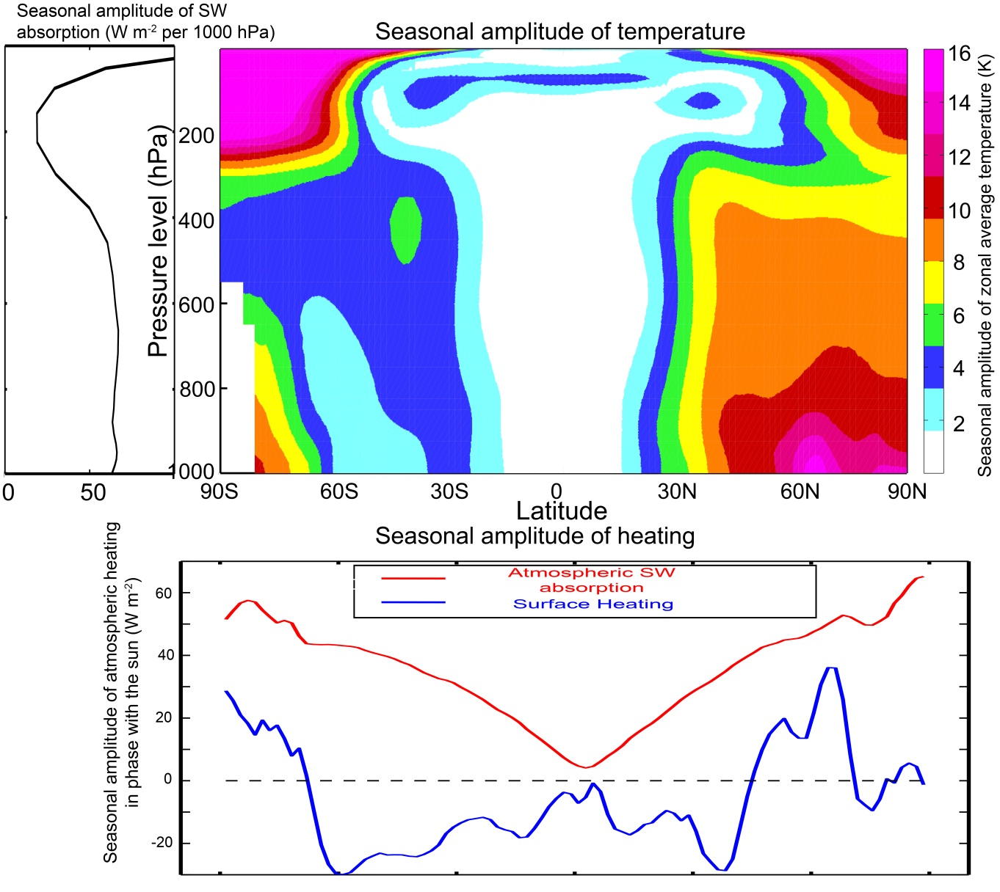 Seasonal amplitude of SW
absorption (W m-2 per 1000 hPa)
Seasonal amplitude of temperature
Pressure level (hPa)
200
400
600
800
1000
0
50
90S
60S
30S
0
30N
60N
90N
Latitude
16
14
12
10
8
6
4
2
Seasonal amplitude of zonal average temperature (K)
Seasonal amplitude of heating
Seasonal amplitude of atmospheric heating
in phase with the sun (W m-2)
60
40
20
0
-20
Atmospheric SW
absorption
Surface Heating